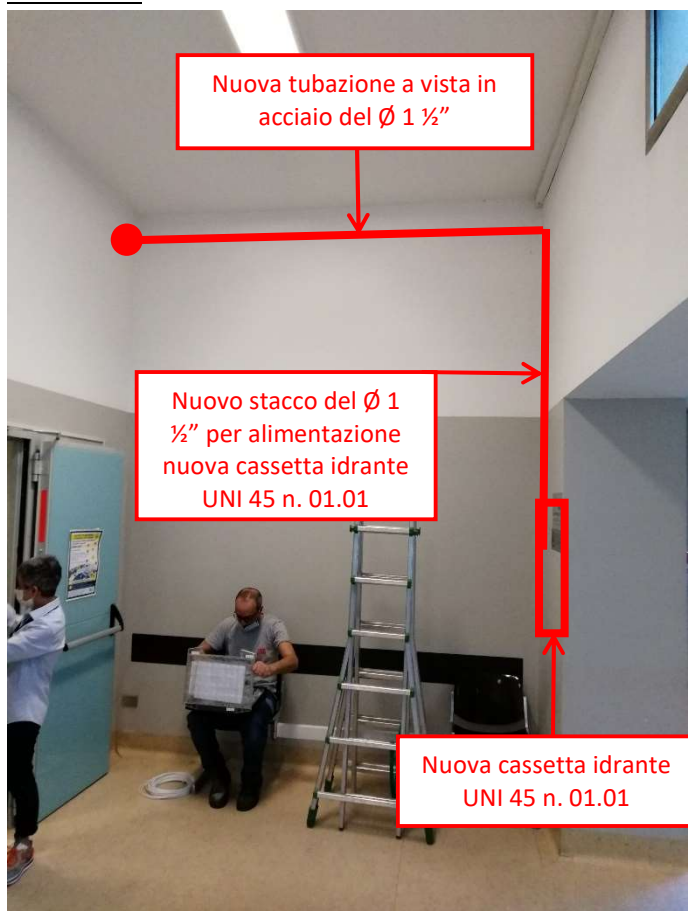 Nuova tubazione a vista in
acciaio del Ø 1 ½”
Nuovo stacco del Ø 1
½” per alimentazione
nuova cassetta idrante
UNI 45 n. 01.01
Nuova cassetta idrante
UNI 45 n. 01.01